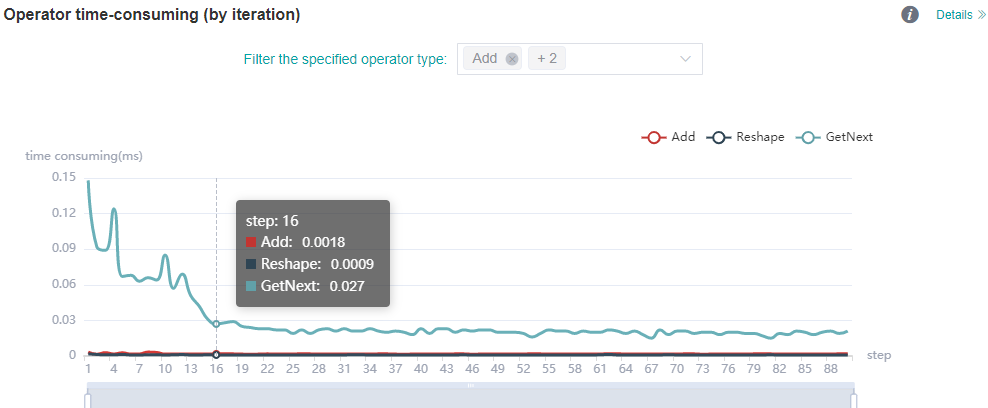 Operator time-consuming (by iteration)
i
Details >>
Filter the specified operator type:
Add
+ 2
Add
Reshape
GetNext
time consuming(ms)
0.15
0.12
0.09
0.06
0.03
0
step: 16
Add: 0.0018
Reshape: 0.0009
GetNext: 0.027
1 4 7 10 13 16 19 22 25 28 31 34 37 40 43 46 49 52 55 58 61 64 67 70 73 76 79 82 85 88
step